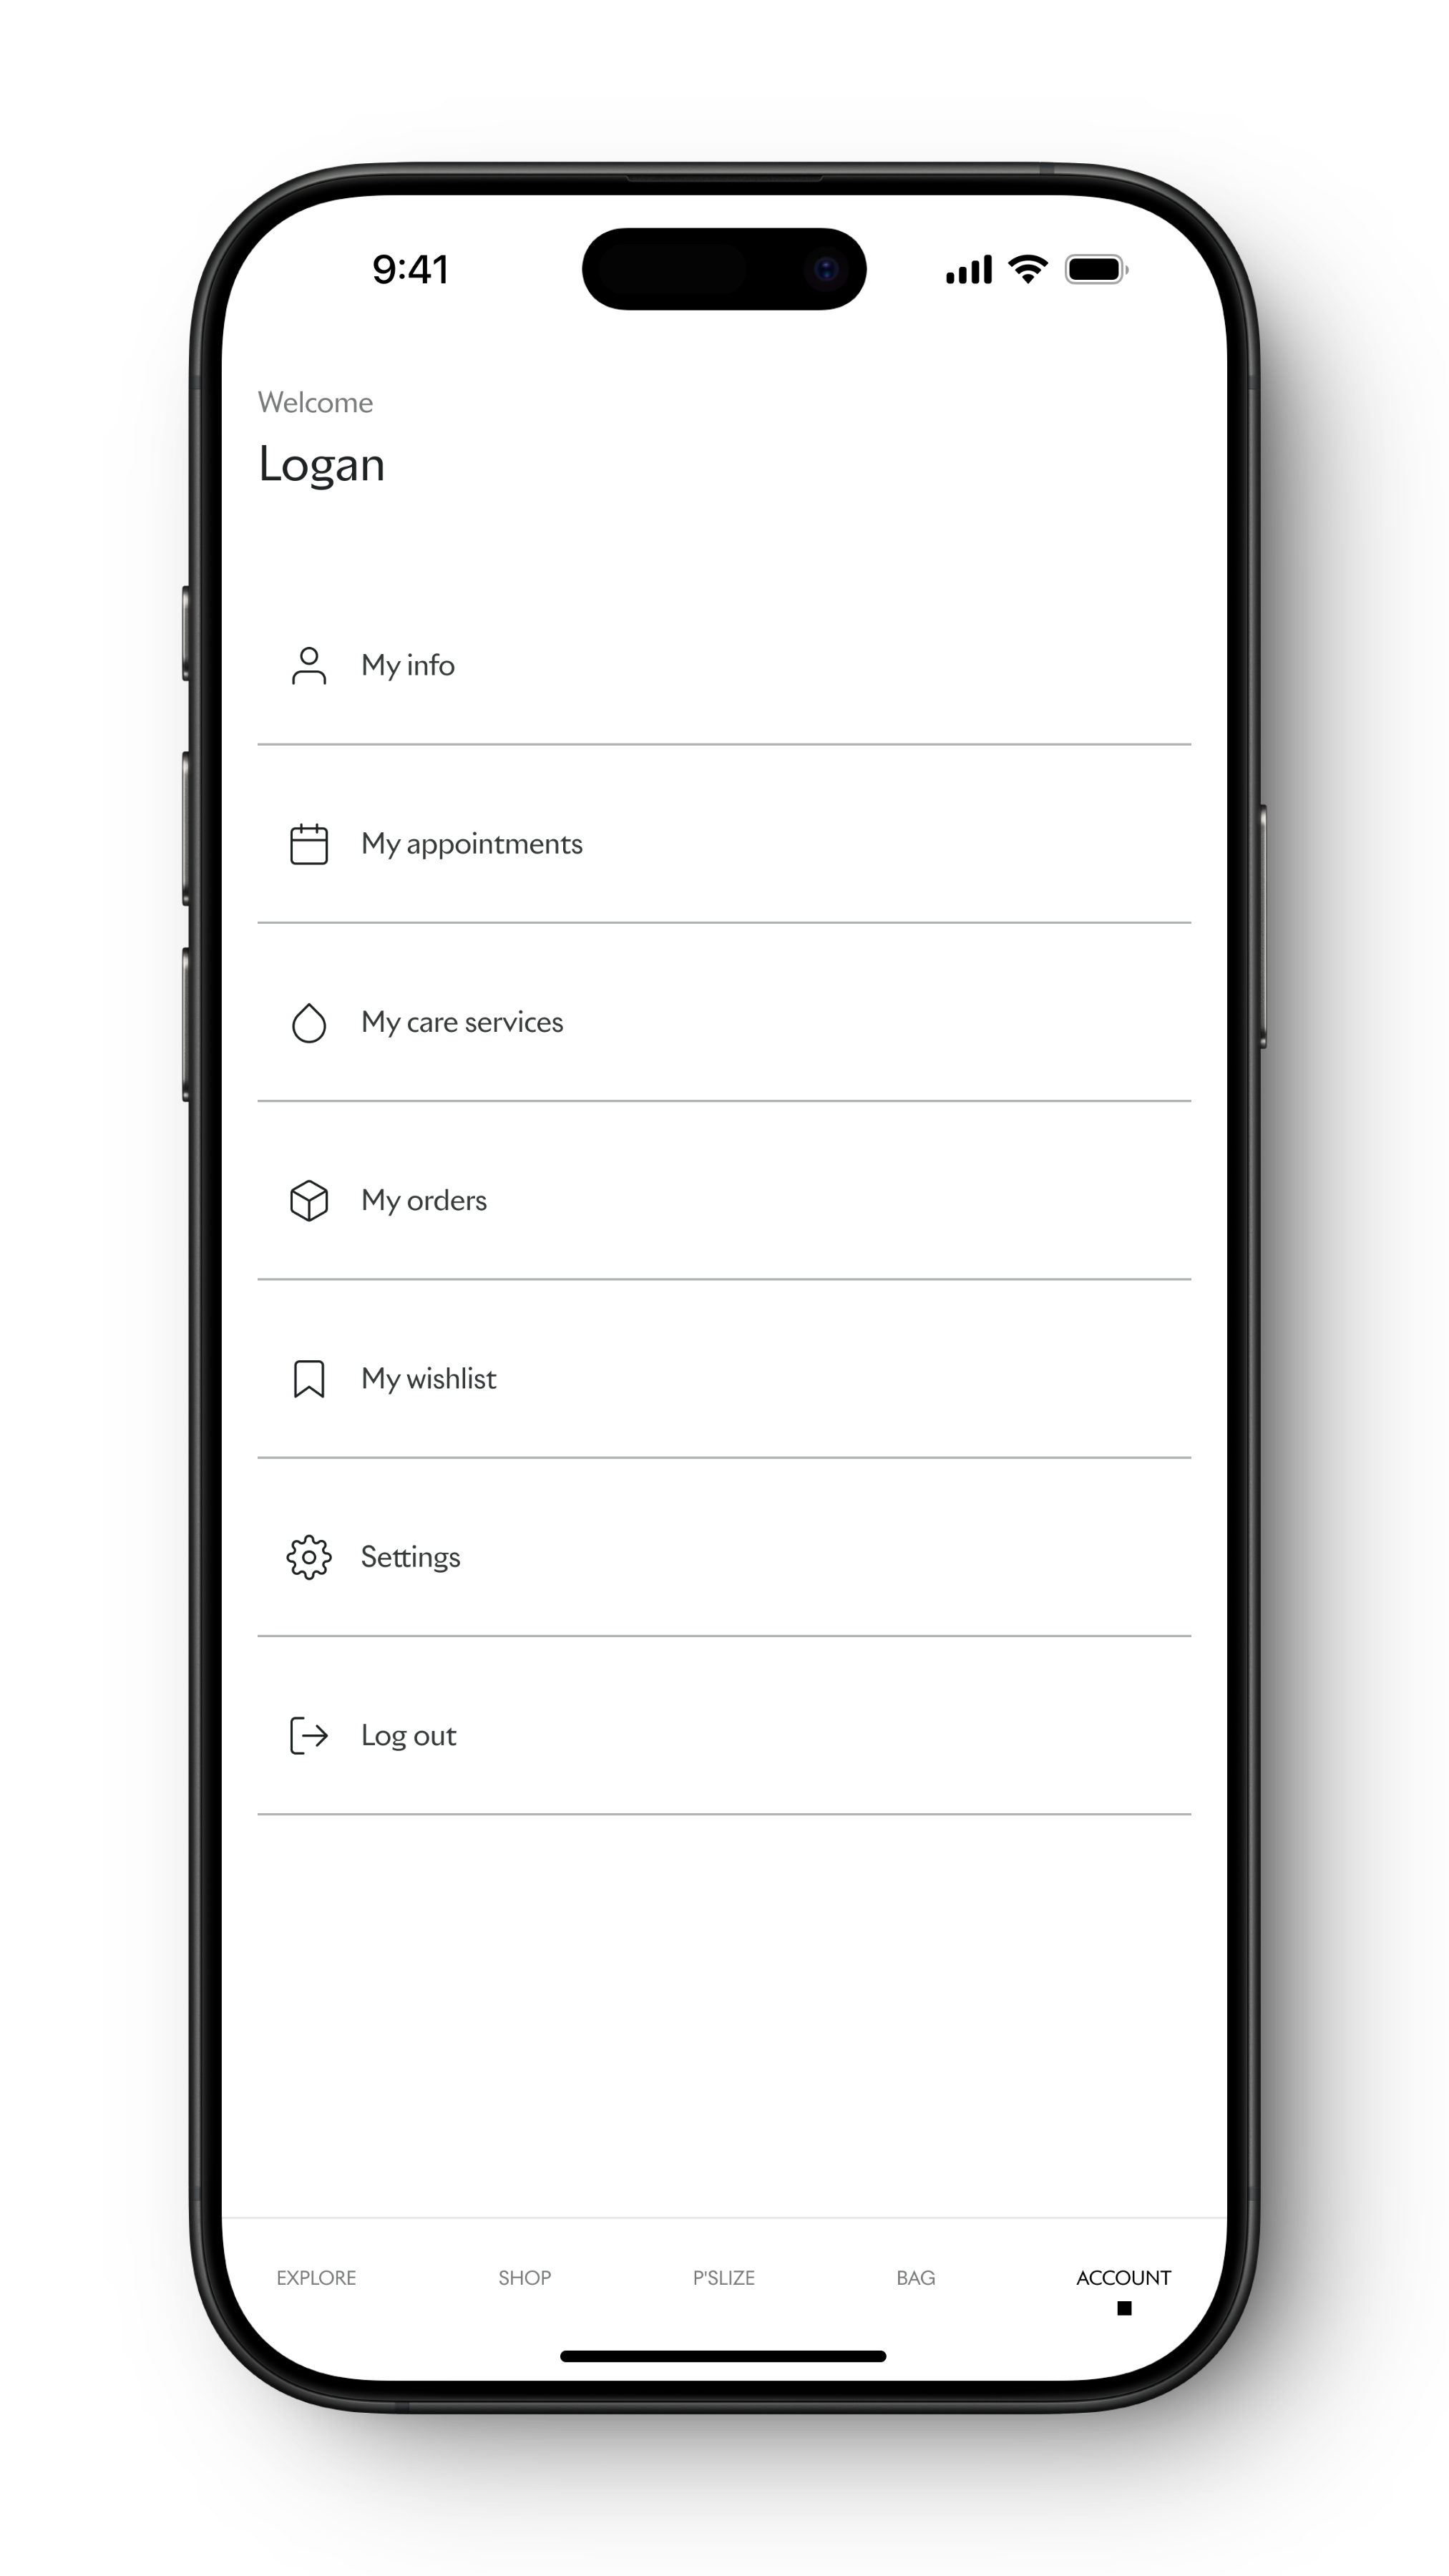 9:41
Welcome
Logan
My info
My appointments
My care services
My orders
My wishlist
Settings
Log out
EXPLORE SHOP P'SLIZE BAG ACCOUNT